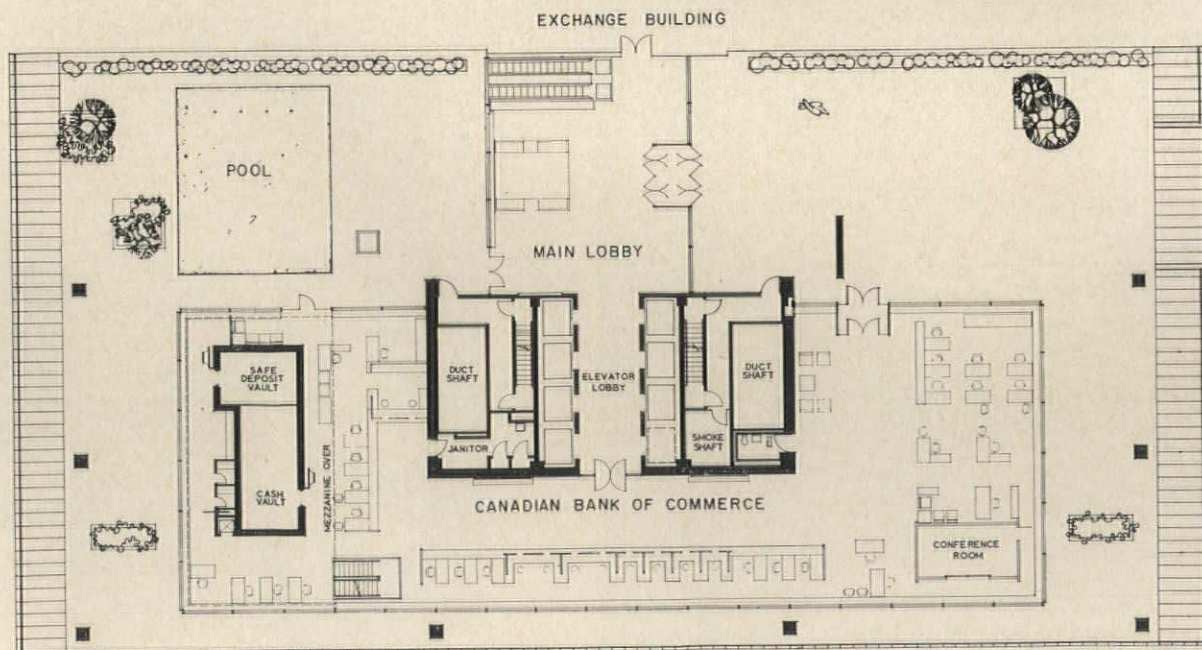 EXCHANGE BUILDING
POOL
MAIN LOBBY
SAFE
DEPOSIT
VAULT
DUCT
SHAFT
ELEVATOR
LOBBY
DUCT
SHAFT
JANITOR
SMOKE
SHAFT
MEZZANINE OVER
CASH
VAULT
CANADIAN BANK OF COMMERCE
CONFERENCE
ROOM